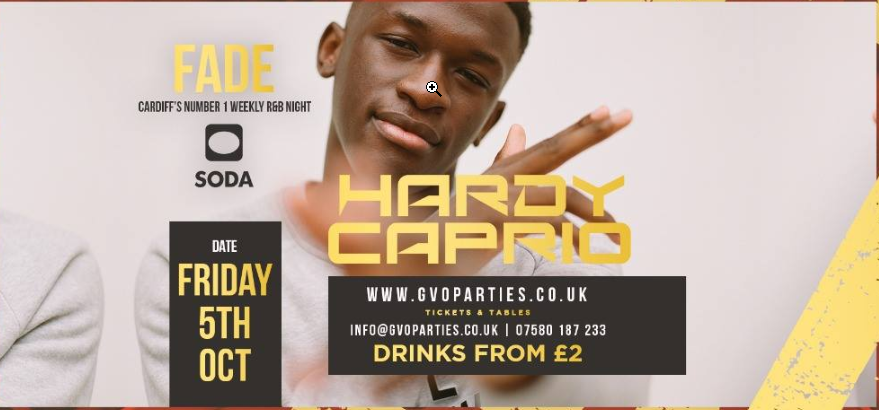 FADE
CARDIFF'S NUMBER 1 WEEKLY R&B NIGHT
SODA
DATE
FRIDAY
5TH
OCT
HARDY
CAPRIO
WWW.GVOPARTIES.CO.UK
TICKETS & TABLES
INFO@GVOPARTIES.CO.UK | 07580 187 233
DRINKS FROM £2